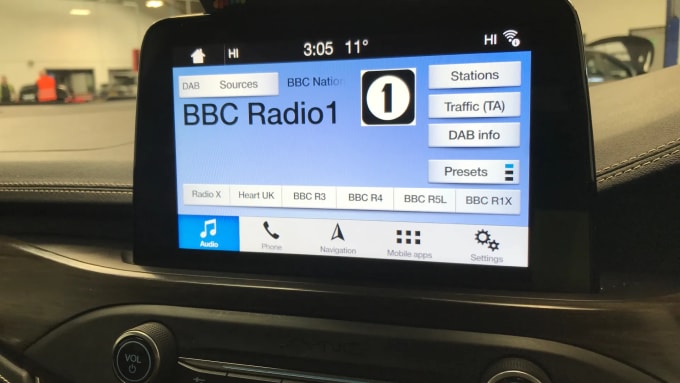 HI 3:05 11° HI
DAB Sources BBC Natio 1 Stations
BBC Radio1
Traffic (TA)
DAB info
Presets
Radio X Heart UK BBC R3 BBC R4 BBC R5L BBC R1X
Audio Phone Navigation Mobile apps Settings
VOL